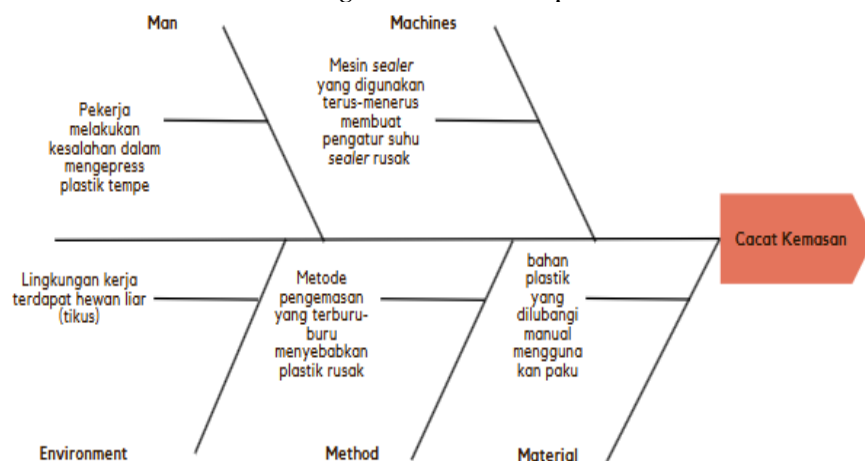 Man
Machines
Pekerja
melakukan
kesalahan dalam
mengepress
plastik tempe
Mesin sealer
yang digunakan
terus-menerus
membuat
pengatur suhu
sealer rusak
Cacat Kemasan
Lingkungan kerja
terdapat hewan liar
(tikus)
Metode
pengemasan
yang terburu-
buru
menyebabkan
plastik rusak
bahan
plastik
yang
dilubangi
manual
mengguna
kan paku
Environment
Method
Material